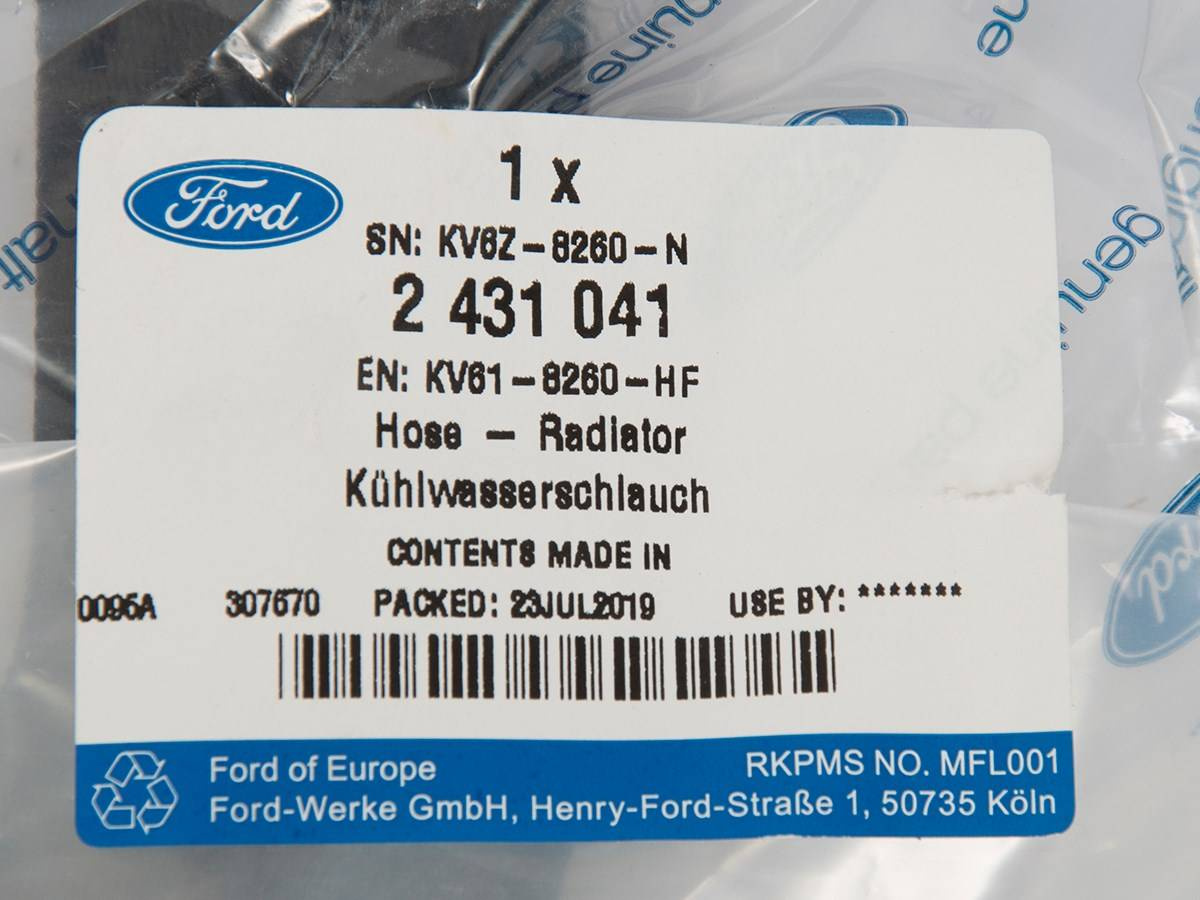 genuine
genuine
Ford
1 x
SN: KV6Z-8260-N
2 431 041
EN: KV61-8260-HF
Hose - Radiator
Kühlwasserschlauch
CONTENTS MADE IN
0095A 307670 PACKED: 23JUL2019 USE BY: *******
Ford of Europe RKPMS NO. MFL001
Ford-Werke GmbH, Henry-Ford-Straße 1, 50735 Köln